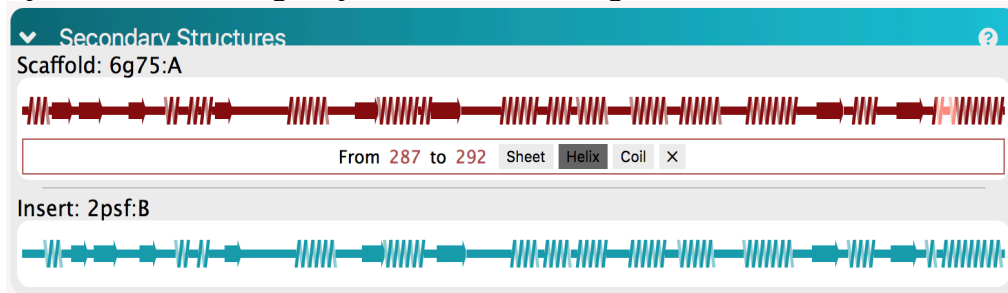 Secondary Structures
?
Scaffold: 6g75:A
From 287 to 292 Sheet Helix Coil ×
Insert: 2psf:B